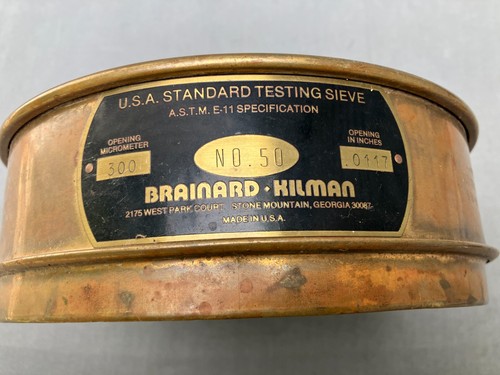 U.S.A. STANDARD TESTING SIEVE
A.S.T.M. E-11 SPECIFICATION
OPENING
MICROMETER
300
NO. 50
OPENING
IN INCHES
.0117
BRAINARD • KILMAN
2175 WEST PARK COURT STONE MOUNTAIN, GEORGIA 30087
MADE IN U.S.A.